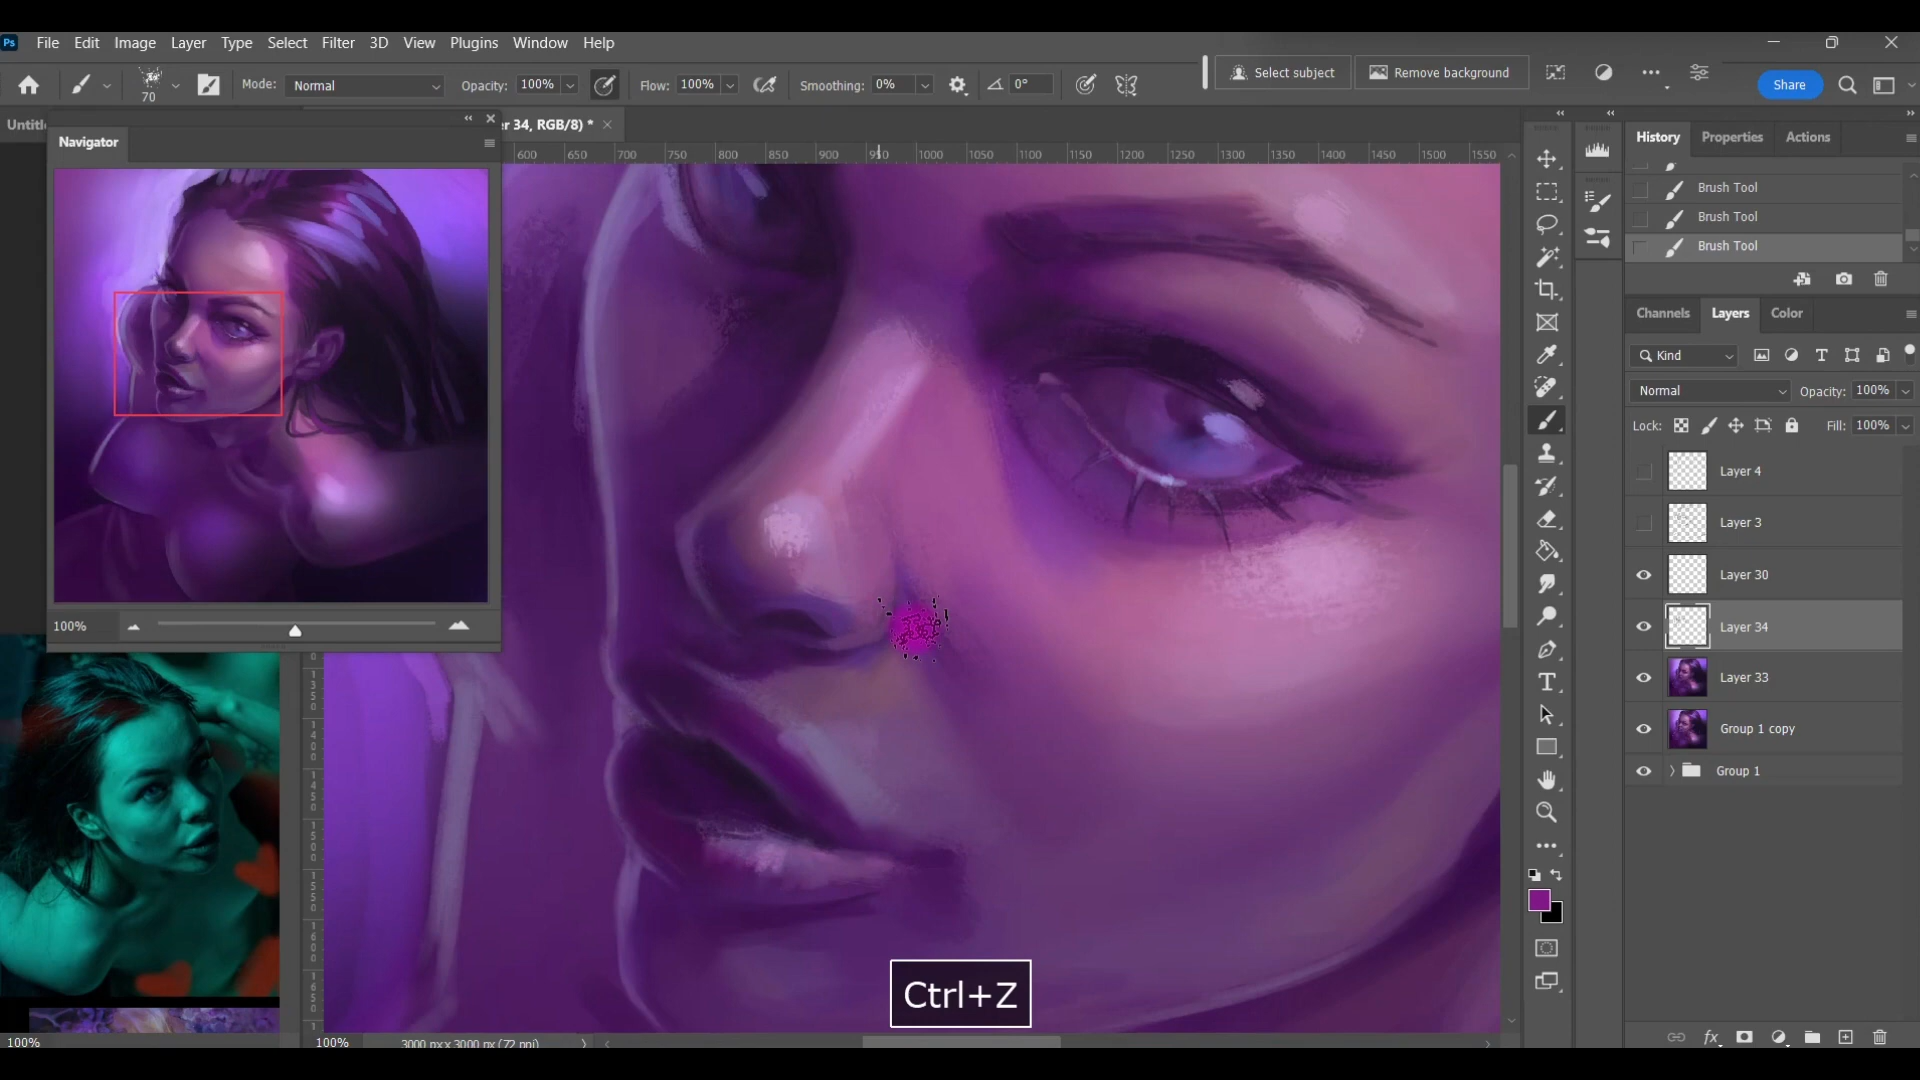 Ps File Edit Image Layer Type Select Filter 3D View Plugins Window Help
70 Mode: Normal Opacity: 100% Flow: 100% Smoothing: 0% 0° Select subject Remove background Share
r 34, RGB/8) *
Navigator
100%
600 650 700 750 800 850 900 950 1000 1050 1100 1150 1200 1250 1300 1350 1400 1450 1500 1550
History Properties Actions
Brush Tool
Brush Tool
Brush Tool
Channels Layers Color
Kind
Normal Opacity: 100%
Lock: Fill: 100%
Layer 4
Layer 3
Layer 30
Layer 34
Layer 33
Group 1 copy
Group 1
Ctrl+Z
100%
100% 3000 px x 3000 px (72 ppi)